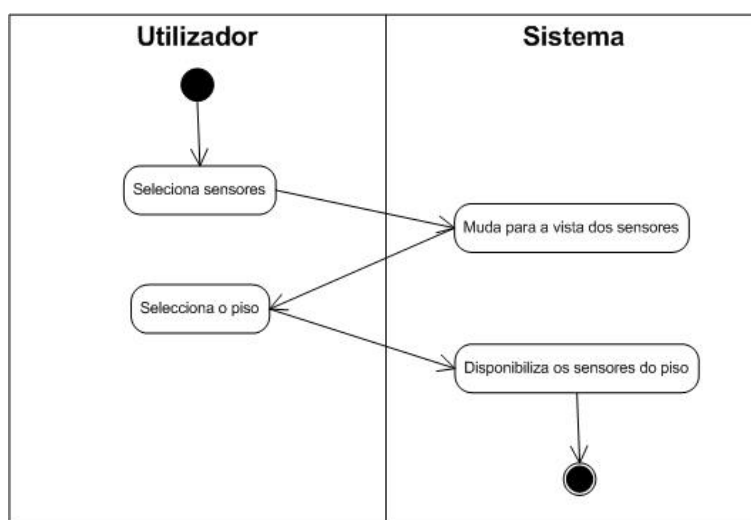 Utilizador
Sistema
Seleciona sensores
Muda para a vista dos sensores
Selecciona o piso
Disponibiliza os sensores do piso